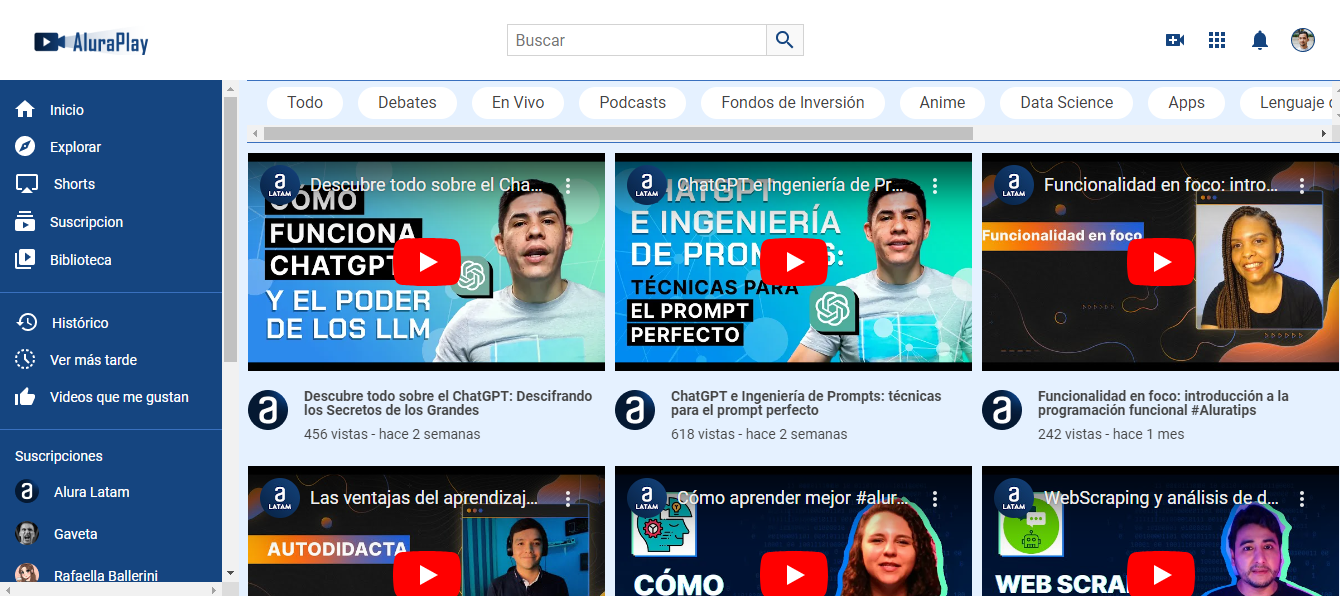 AluraPlay
Buscar
Inicio
Explorar
Shorts
Suscripcion
Biblioteca
Histórico
Ver más tarde
Videos que me gustan
Suscripciones
Alura Latam
Gaveta
Rafaella Ballerini
Todo
Debates
En Vivo
Podcasts
Fondos de Inversión
Anime
Data Science
Apps
Lenguaje
a LATAM
Descubre todo sobre el Cha...
CÓMO
FUNCIONA
CHATGPT
Y EL PODER
DE LOS LLM
a
Descubre todo sobre el ChatGPT: Descifrando
los Secretos de los Grandes
456 vistas - hace 2 semanas
a LATAM
ChatGPT e Ingeniería de Pr...
CHATGPT
E INGENIERÍA
DE PROMPTS:
TÉCNICAS PARA
EL PROMPT
PERFECTO
a
ChatGPT e Ingeniería de Prompts: técnicas
para el prompt perfecto
618 vistas - hace 2 semanas
a LATAM
Funcionalidad en foco: intro...
Funcionalidad en foco
a
Funcionalidad en foco: introducción a la
programación funcional #Aluratips
242 vistas - hace 1 mes
a LATAM
Las ventajas del aprendizaj...
AUTODIDACTA
a LATAM
Cómo aprender mejor #alur...
CÓMO
a LATAM
WebScraping y análisis de d...
WEB SCRA